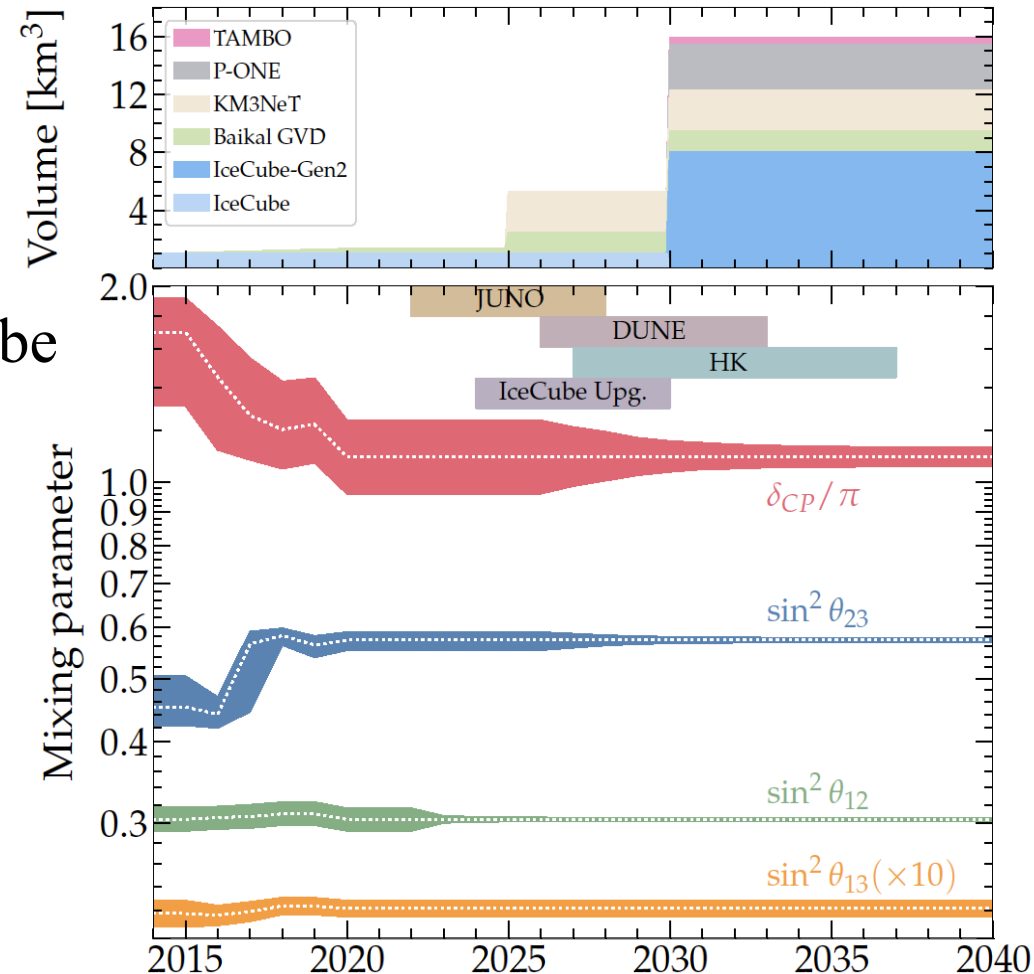 Volume [km³]
16
12
8
4
TAMBO
P-ONE
KM3NeT
Baikal GVD
IceCube-Gen2
IceCube
be
Mixing parameter
2.0
1.0
0.9
0.8
0.7
0.6
0.5
0.4
0.3
JUNO
DUNE
HK
IceCube Upg.
δCP/π
sin² θ23
sin² θ12
sin² θ13(×10)
2015 2020 2025 2030 2035 2040